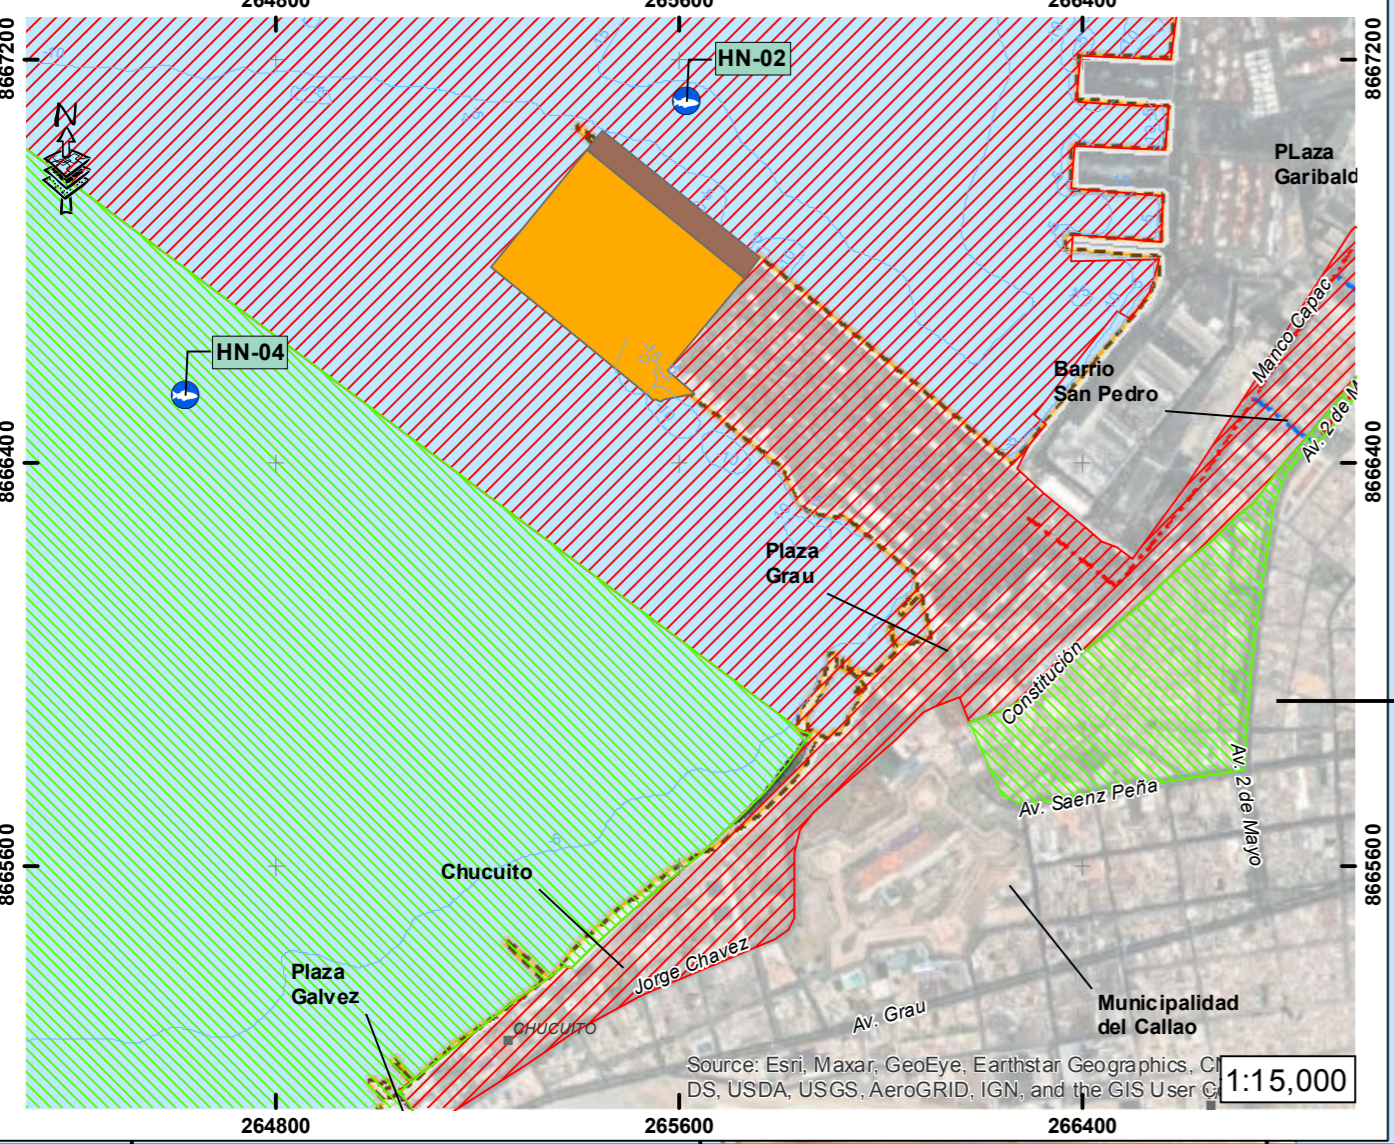 264800
265600
266400
8667200
8667200
HN-02
N
PLaza
Garibald
Manco Capac
HN-04
Barrio
San Pedro
Av. 2 de M
8666400
8666400
Plaza
Grau
Constitución
Av. Saenz Peña
Av. 2 de Mayo
8665600
8665600
Chucuito
Jorge Chavez
Plaza
Galvez
CHUCUITO
Av. Grau
Municipalidad
del Callao
Source: Esri, Maxar, GeoEye, Earthstar Geographics,
DS, USDA, USGS, AeroGRID, IGN, and the GIS User
1:15,000
264800
265600
266400